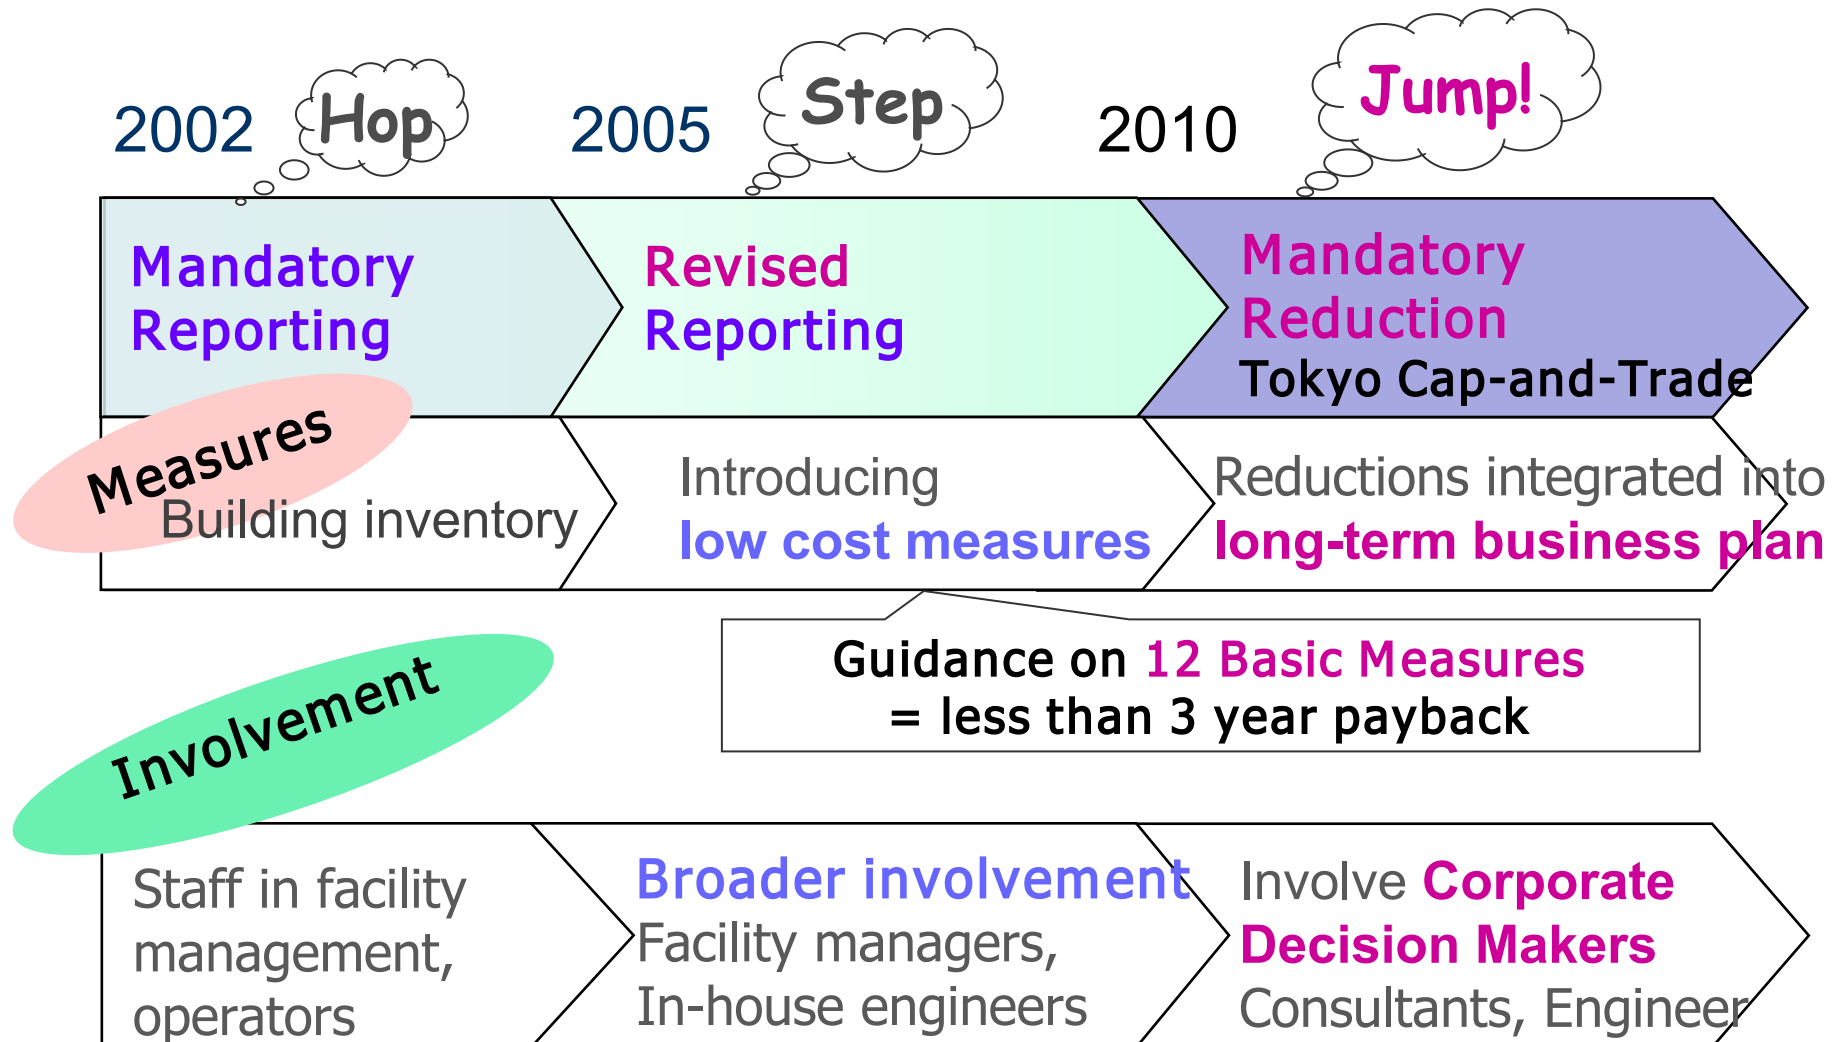 2002
Hop
2005
Step
2010
Jump!
Mandatory
Reporting
Revised
Reporting
Mandatory
Reduction
Tokyo Cap-and-Trade
Measures
Building inventory
Introducing
low cost measures
Reductions integrated into
long-term business plan
Guidance on 12 Basic Measures
= less than 3 year payback
Involvement
Staff in facility
management,
operators
Broader involvement
Facility managers,
In-house engineers
Involve Corporate
Decision Makers
Consultants, Engineer